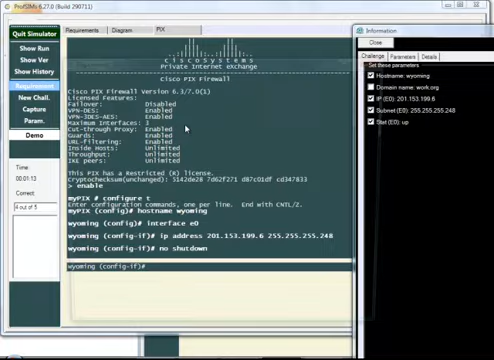 ProfSIMs 6.27.0 (Build 290711)
Quit Simulator
Show Run
Show Ver
Show History
Requirement
New Chall.
Capture
Param.
Demo
Time:
00:01:13
Correct:
4 out of 5
Requirements
Diagram
PIX
c i s c o S y s t e m s
Private Internet eXchange
Cisco PIX Firewall
Cisco PIX Firewall Version 6.3/7.0(1)
Licensed Features:
Failover: Disabled
VPN-DES: Enabled
VPN-3DES-AES: Enabled
Maximum Interfaces: 3
Cut-through Proxy: Enabled
Guards: Enabled
URL-filtering: Enabled
Inside Hosts: Unlimited
Throughput: Unlimited
IKE peers: Unlimited
This PIX has a Restricted (R) license.
Cryptochecksum(unchanged): 5142de28 7d62f271 d87c01df cd347833
> enable
myPIX # configure t
Enter configuration commands, one per line. End with CNTL/Z.
myPIX (config)# hostname wyoming
wyoming (config)# interface e0
wyoming (config-if)# ip address 201.153.199.6 255.255.255.248
wyoming (config-if)# no shutdown
wyoming (config-if)#
Information
Close
Challenge
Parameters
Details
Set these parameters
Hostname: wyoming
Domain name: work.org
IP (E0): 201.153.199.6
Subnet (E0): 255.255.255.248
Stat (E0): up